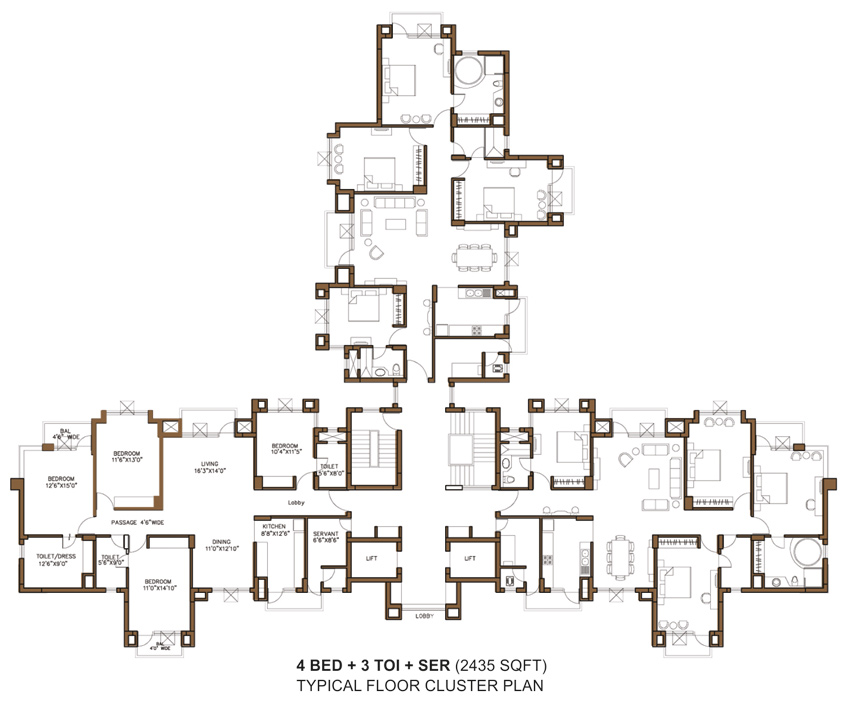 BAL
4'6" WIDE
BEDROOM
11'6"X13'0"
LIVING
16'3"X14'0"
BEDROOM
10'4"X11'5"
TOILET
5'6"X8'0"
BEDROOM
12'6"X15'0"
Lobby
PASSAGE 4'6"WIDE
KITCHEN
8'8"X12'6"
SERVANT
6'6"X8'6"
DINING
11'0"X12'10"
TOILET/DRESS
12'6"X9'0"
TOILET
5'6"X9'0"
LIFT
LIFT
BEDROOM
11'0"X14'10"
LOBBY
BAL
4'0" WIDE
4 BED + 3 TOI + SER (2435 SQFT)
TYPICAL FLOOR CLUSTER PLAN